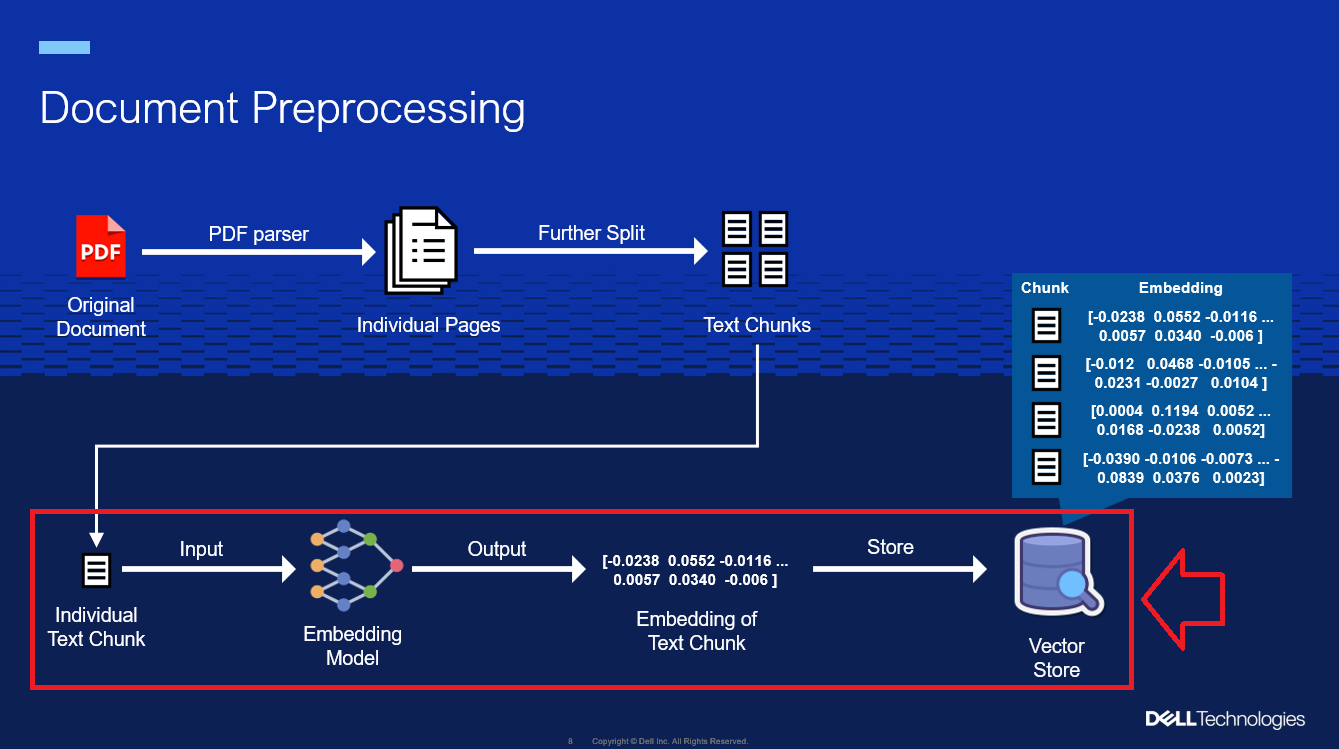 Document Preprocessing
PDF
Original
Document
PDF parser
Individual Pages
Further Split
Text Chunks
Chunk Embedding
[-0.0238 0.0552 -0.0116 ...
0.0057 0.0340 -0.006 ]
[-0.012 0.0468 -0.0105 ... -
0.0231 -0.0027 0.0104 ]
[0.0004 0.1194 0.0052 ...
0.0168 -0.0238 0.0052]
[-0.0390 -0.0106 -0.0073 ... -
0.0839 0.0376 0.0023]
Individual
Text Chunk
Input
Embedding
Model
Output
[-0.0238 0.0552 -0.0116 ...
0.0057 0.0340 -0.006 ]
Embedding of
Text Chunk
Store
Vector
Store
DELLTechnologies
8 Copyright © Dell Inc. All Rights Reserved.